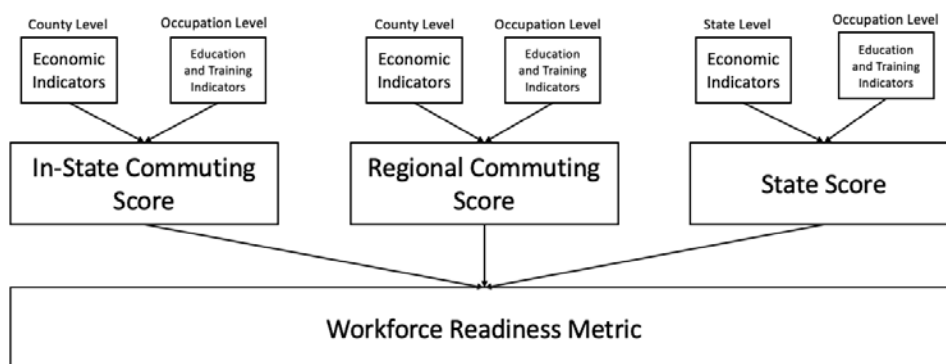 County Level
Occupation Level
County Level
Occupation Level
State Level
Occupation Level
Economic
Indicators
Education
and Training
Indicators
Economic
Indicators
Education
and Training
Indicators
Economic
Indicators
Education
and Training
Indicators
In-State Commuting
Score
Regional Commuting
Score
State Score
Workforce Readiness Metric